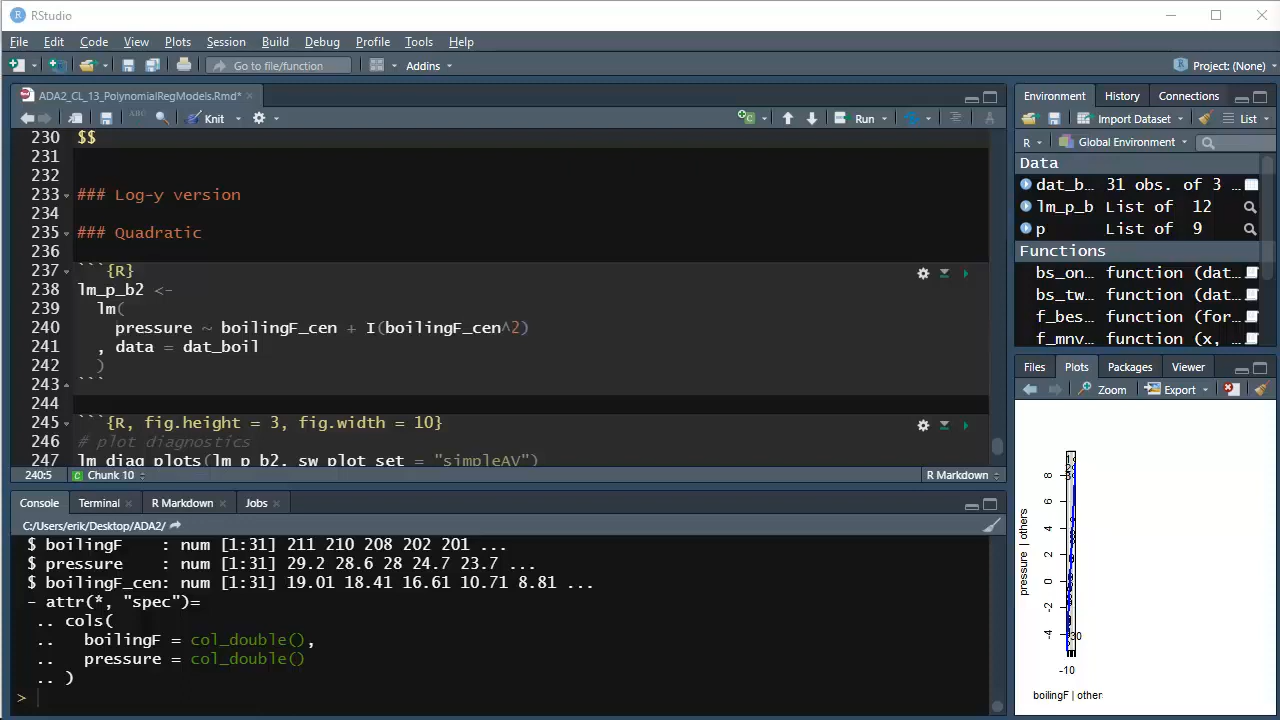 RStudio
File Edit Code View Plots Session Build Debug Profile Tools Help
Go to file/function Addins Project: (None)
ADA2_CL_13_PolynomialRegModels.Rmd*
ABC Knit Run
230 $$
231
232
233 ### Log-y version
234
235 ### Quadratic
236
237 ```{R}
238 lm_p_b2 <-
239 lm(
240 pressure ~ boilingF_cen + I(boilingF_cen^2)
241 , data = dat_boil
242 )
243 ```
244
245 ```{R, fig.height = 3, fig.width = 10}
246 # plot diagnostics
247 lm_diag_plots(lm_p_b2, sw_plot_set = "simpleAV")
240:5 Chunk 10 R Markdown
Console Terminal R Markdown Jobs
C:/Users/erik/Desktop/ADA2/
$ boilingF : num [1:31] 211 210 208 202 201 ...
$ pressure : num [1:31] 29.2 28.6 28 24.7 23.7 ...
$ boilingF_cen: num [1:31] 19.01 18.41 16.61 10.71 8.81 ...
- attr(*, "spec")=
.. cols(
.. boilingF = col_double(),
.. pressure = col_double()
.. )
>
Environment History Connections
Import Dataset List
R Global Environment
Data
dat_b… 31 obs. of 3 …
lm_p_b List of 12
p List of 9
Functions
bs_on… function (dat…
bs_tw… function (dat…
f_bes… function (for…
f_mnv… function (x, …
Files Plots Packages Viewer
Zoom Export
pressure | others
8
6
4
2
0
-2
-4
30
-10
boilingF | other